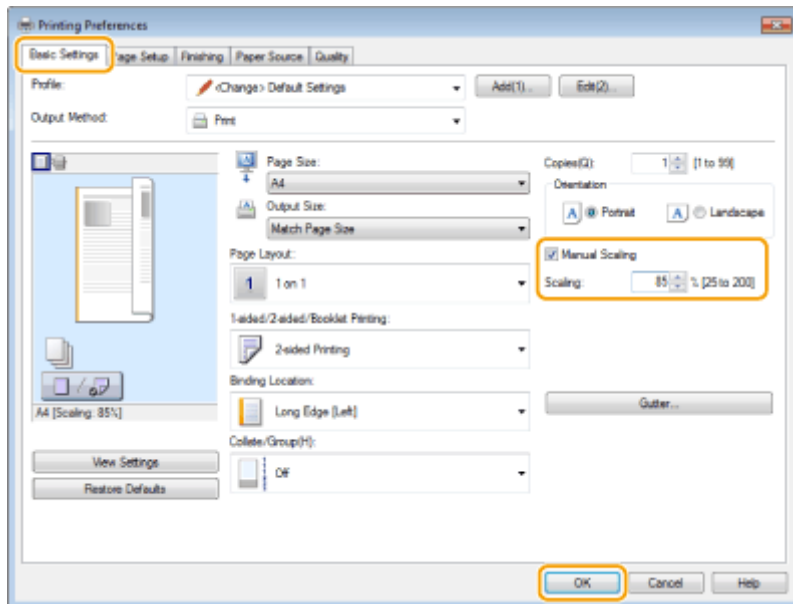 Printing Preferences
Basic Settings Page Setup Finishing Paper Source Quality
Profile: <Change> Default Settings Add(1)... Edit(2)...
Output Method: Print
Page Size: Copies(Q): 1 [1 to 99]
A4 Orientation
Output Size: A Portrait A Landscape
Match Page Size
Page Layout: Manual Scaling
1 1 on 1 Scaling: 85 % [25 to 200]
1-sided/2-sided/Booklet Printing:
2-sided Printing
Binding Location:
A4 [Scaling: 85%] Long Edge [Left] Gutter...
Collate/Group(H):
View Settings Off
Restore Defaults
OK Cancel Help